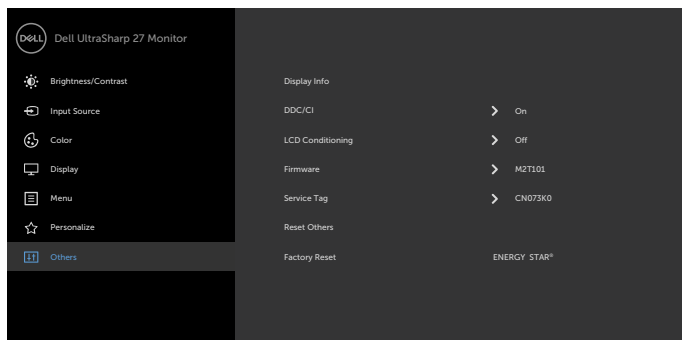 DELL Dell UltraSharp 27 Monitor
Brightness/Contrast
Input Source
Color
Display
Menu
Personalize
Others
Display Info
DDC/CI On
LCD Conditioning Off
Firmware M2T101
Service Tag CN073K0
Reset Others
Factory Reset ENERGY STAR®